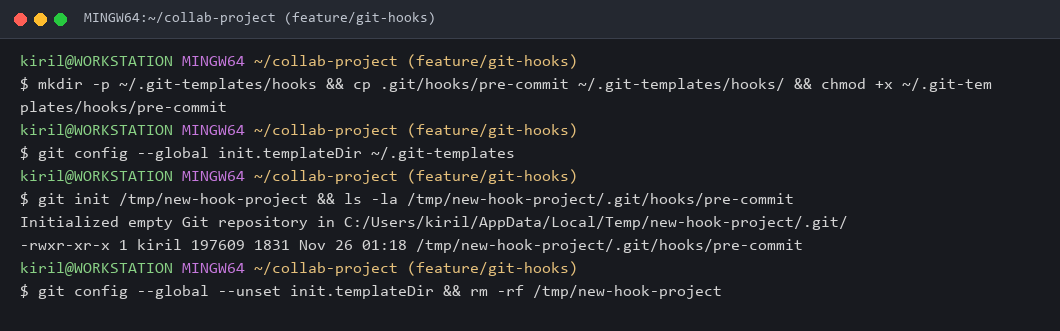 MINGW64:~/collab-project (feature/git-hooks)
kiril@WORKSTATION MINGW64 ~/collab-project (feature/git-hooks)
$ mkdir -p ~/.git-templates/hooks && cp .git/hooks/pre-commit ~/.git-templates/hooks/ && chmod +x ~/.git-tem
plates/hooks/pre-commit
kiril@WORKSTATION MINGW64 ~/collab-project (feature/git-hooks)
$ git config --global init.templateDir ~/.git-templates
kiril@WORKSTATION MINGW64 ~/collab-project (feature/git-hooks)
$ git init /tmp/new-hook-project && ls -la /tmp/new-hook-project/.git/hooks/pre-commit
Initialized empty Git repository in C:/Users/kiril/AppData/Local/Temp/new-hook-project/.git/
-rwxr-xr-x 1 kiril 197609 1831 Nov 26 01:18 /tmp/new-hook-project/.git/hooks/pre-commit
kiril@WORKSTATION MINGW64 ~/collab-project (feature/git-hooks)
$ git config --global --unset init.templateDir && rm -rf /tmp/new-hook-project